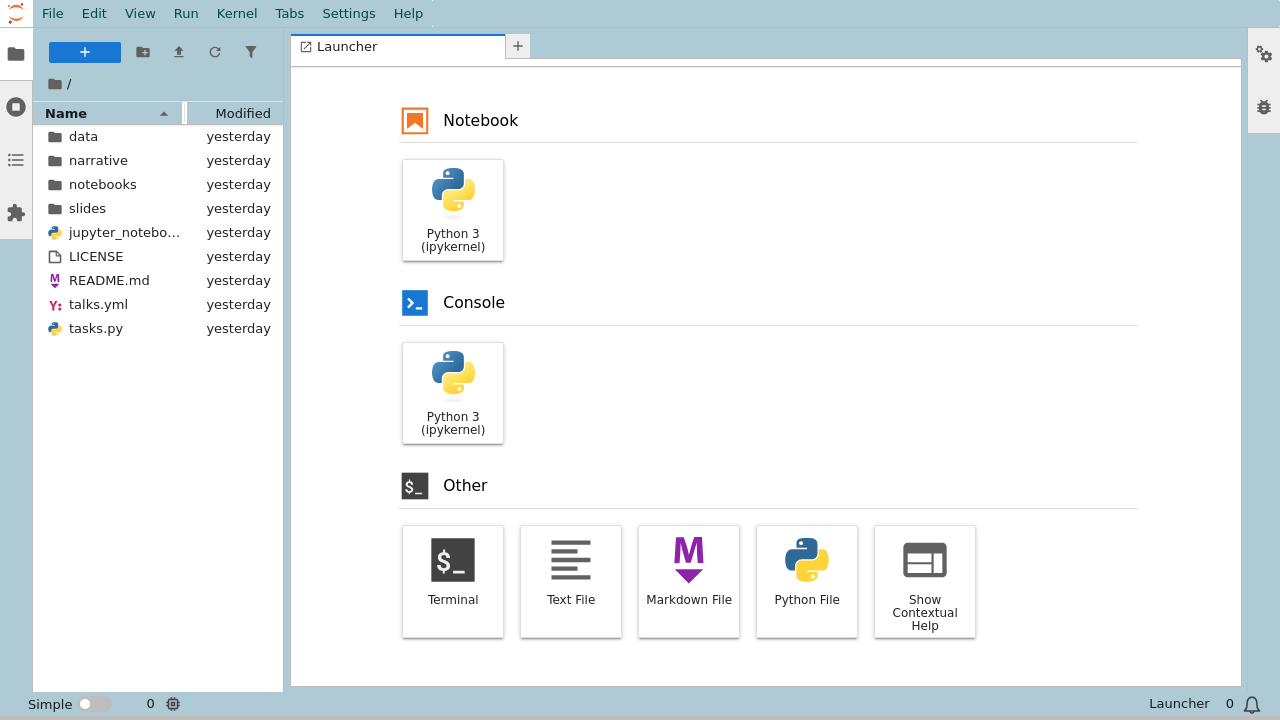 File Edit View Run Kernel Tabs Settings Help
Launcher
/
Name Modified
data yesterday
narrative yesterday
notebooks yesterday
slides yesterday
jupyter_notebo… yesterday
LICENSE yesterday
README.md yesterday
talks.yml yesterday
tasks.py yesterday
Notebook
Python 3
(ipykernel)
Console
Python 3
(ipykernel)
$_ Other
$_
Terminal
Text File
M
Markdown File
Python File
Show
Contextual
Help
Simple 0
Launcher 0